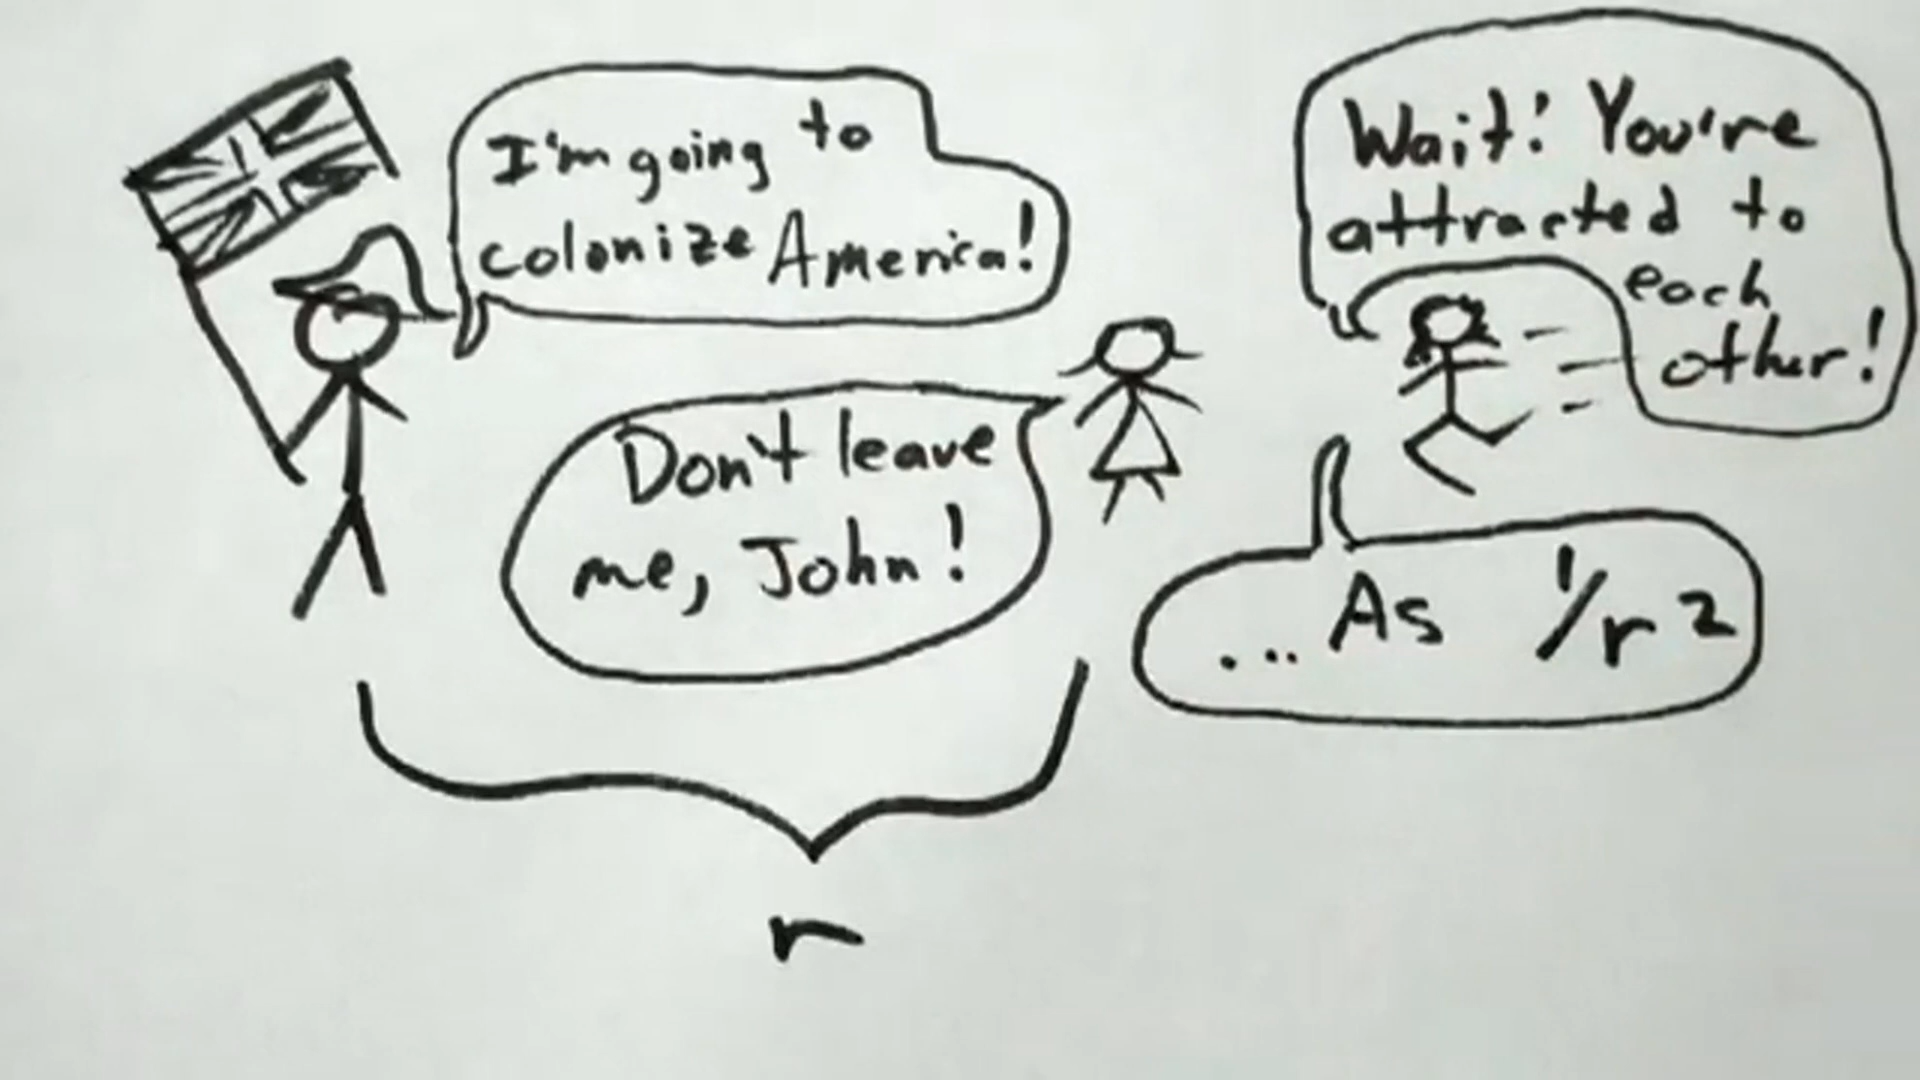 I'm going to
colonize America!
Don't leave
me, John!
Wait! You're
attracted to
each
other!
... As 1/r2
r